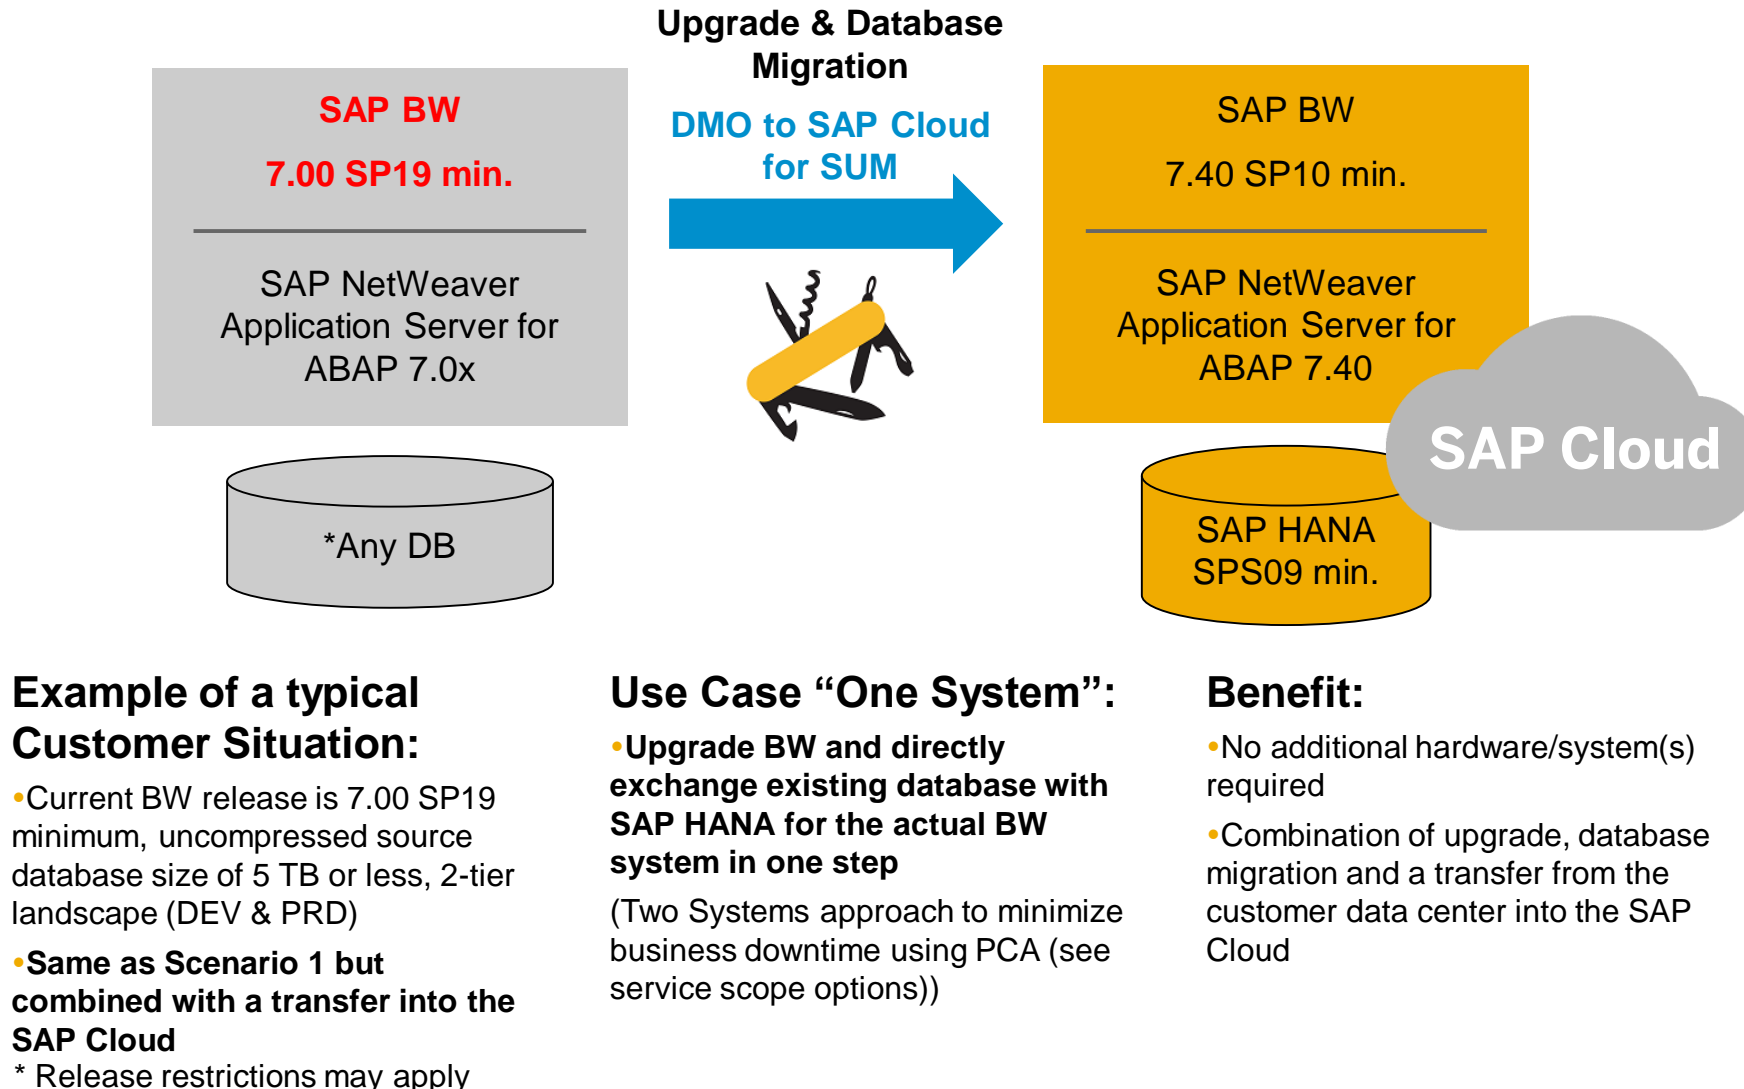 Upgrade & Database
Migration
DMO to SAP Cloud
for SUM
SAP BW
7.00 SP19 min.
SAP NetWeaver
Application Server for
ABAP 7.0x
*Any DB
SAP BW
7.40 SP10 min.
SAP NetWeaver
Application Server for
ABAP 7.40
SAP Cloud
SAP HANA
SPS09 min.
Example of a typical
Customer Situation:
•Current BW release is 7.00 SP19
minimum, uncompressed source
database size of 5 TB or less, 2-tier
landscape (DEV & PRD)
•Same as Scenario 1 but
combined with a transfer into the
SAP Cloud
* Release restrictions may apply
Use Case “One System”:
•Upgrade BW and directly
exchange existing database with
SAP HANA for the actual BW
system in one step
(Two Systems approach to minimize
business downtime using PCA (see
service scope options))
Benefit:
•No additional hardware/system(s)
required
•Combination of upgrade, database
migration and a transfer from the
customer data center into the SAP
Cloud